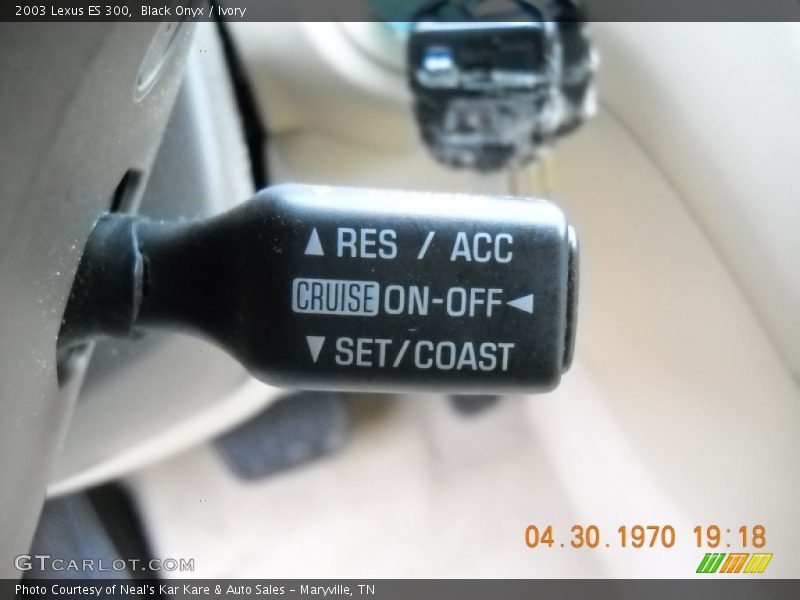 2003 Lexus ES 300, Black Onyx / Ivory
▲RES / ACC
CRUISE ON-OFF◀
▼SET/COAST
04.30.1970 19:18
GTCARLOT.COM
Photo Courtesy of Neal's Kar Kare & Auto Sales - Maryville, TN